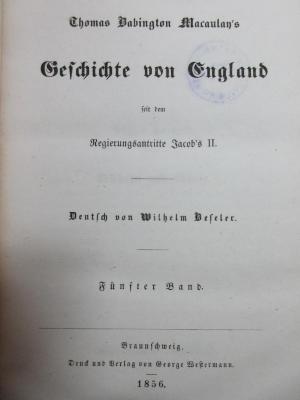 Thomas Babington Macaulay's
Geschichte von England
seit dem
Regierungsantritte Jacob's II.
Deutsch von Wilhelm Beseler.
Fünfter Band.
Braunschweig.
Druck und Verlag von George Westermann.
1856.